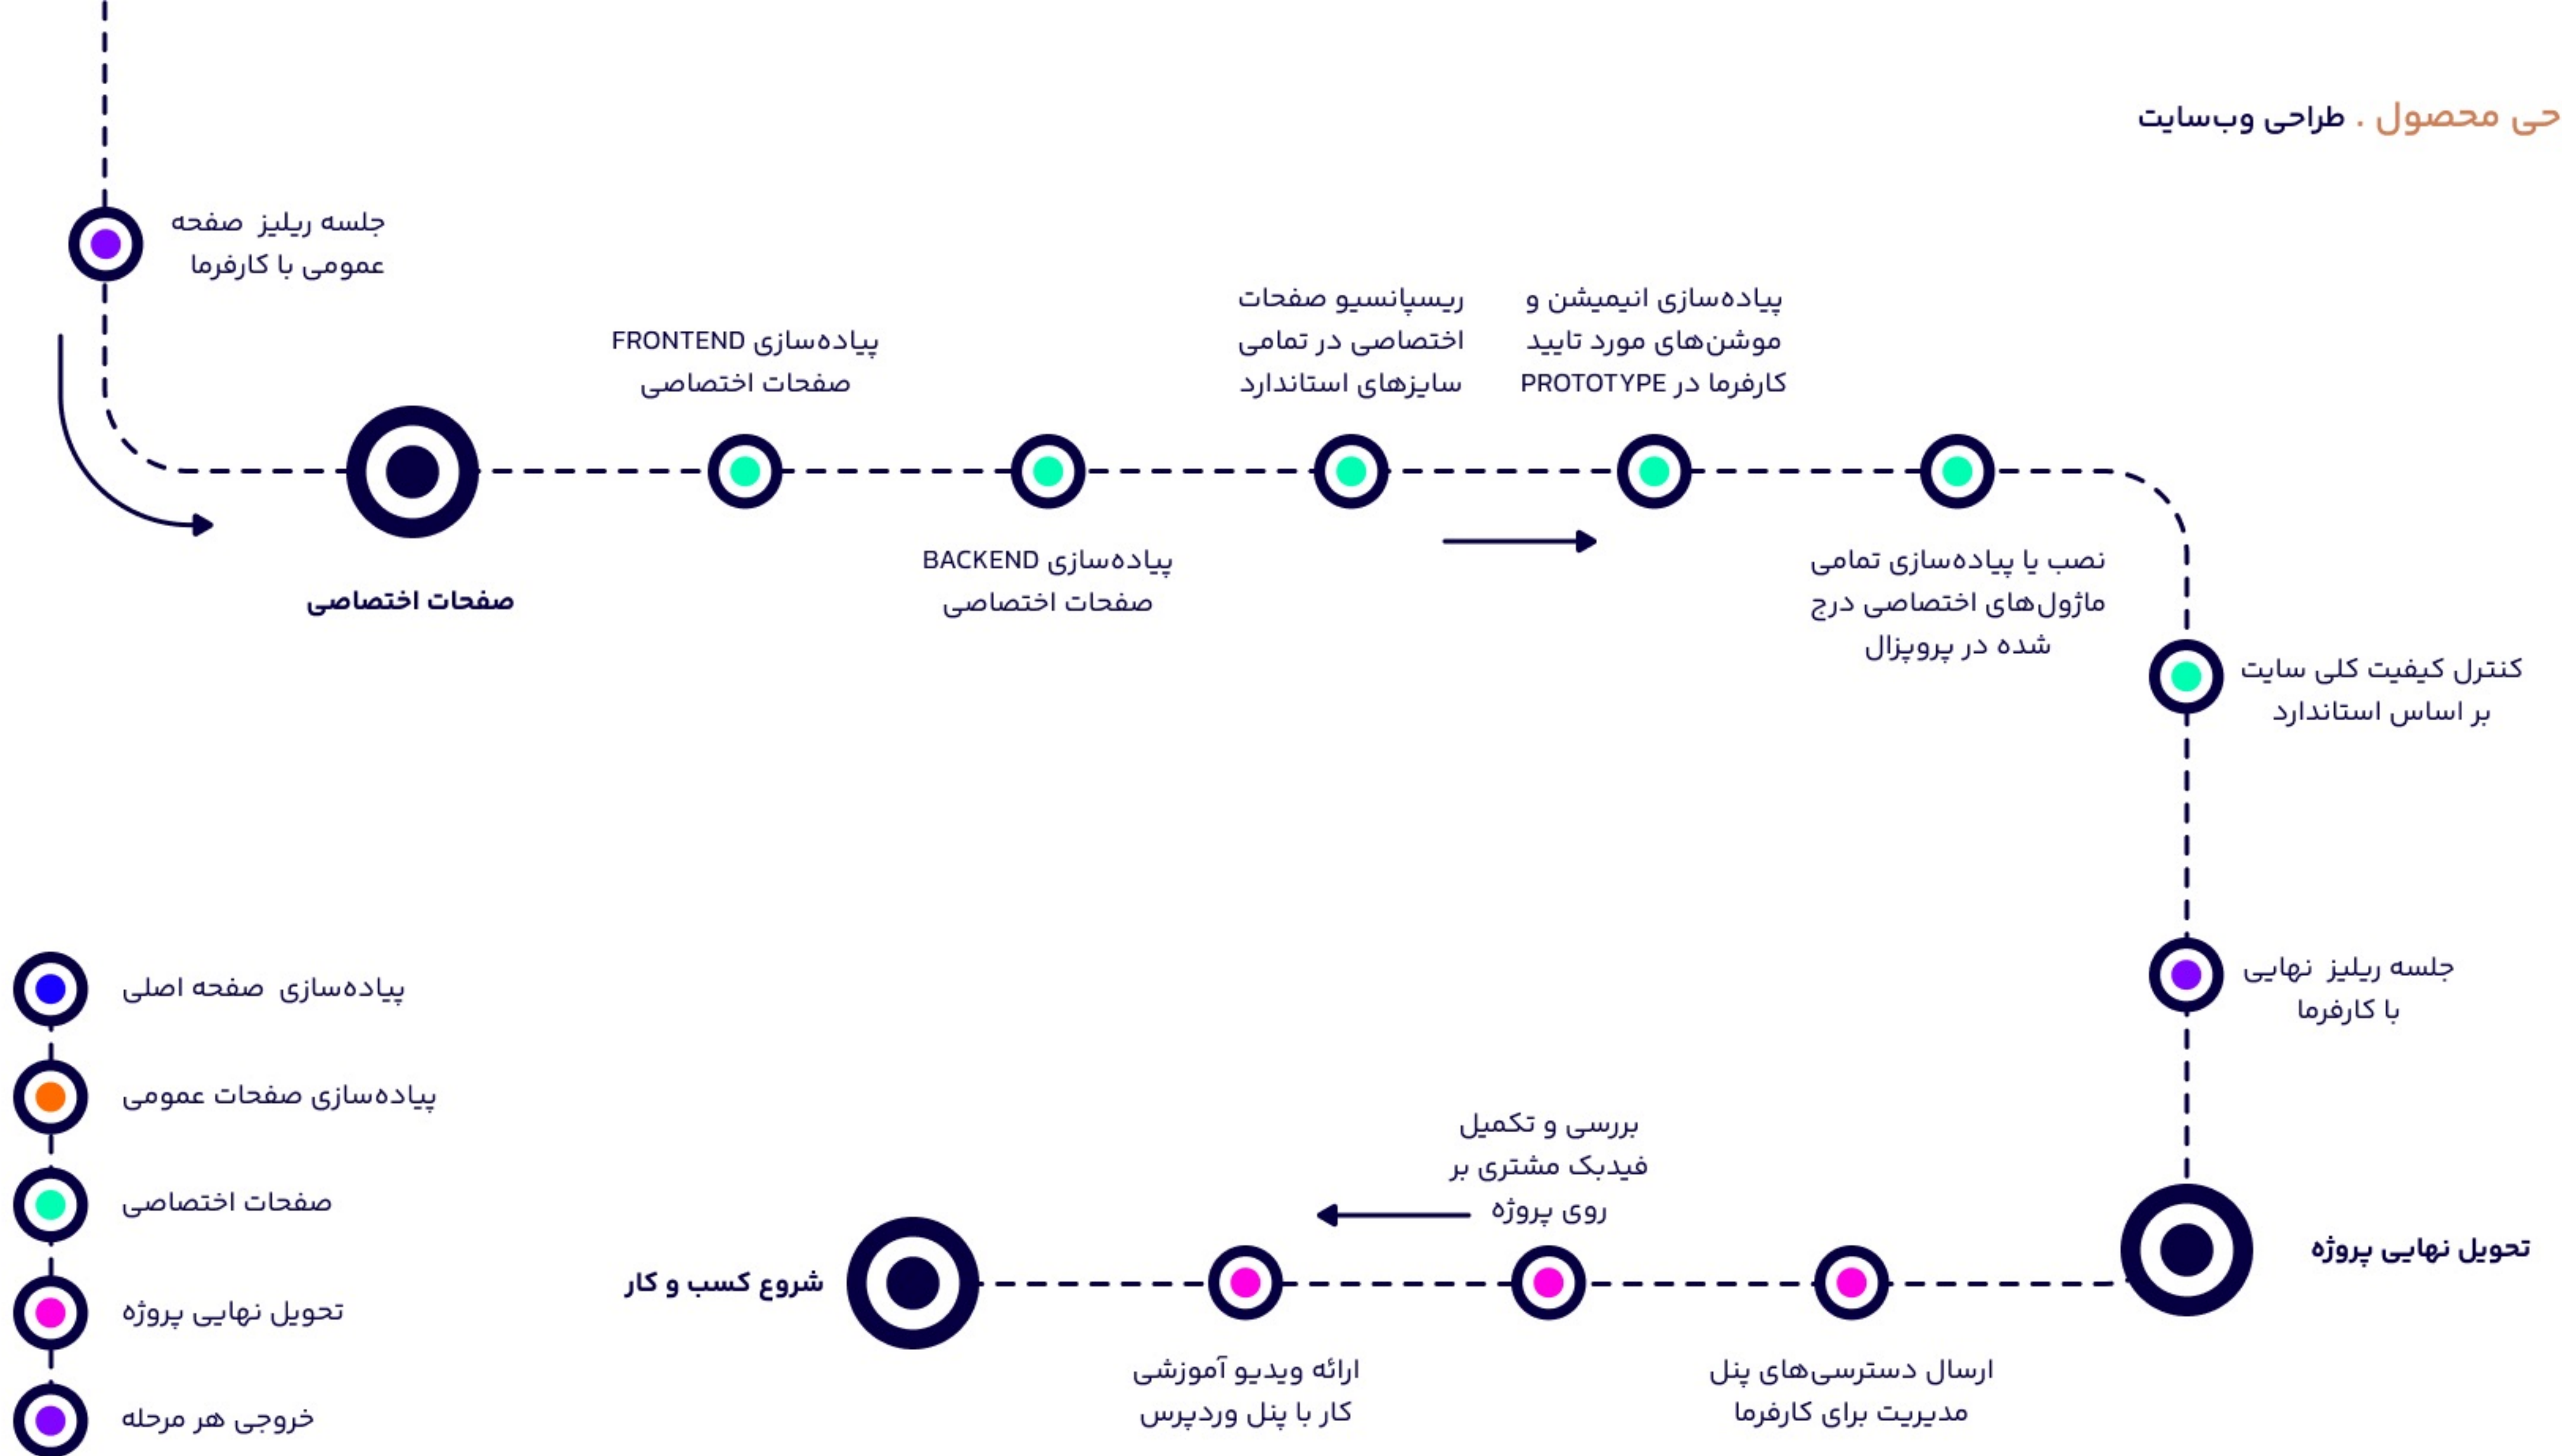 حی محصول . طراحی وب‌سایت
جلسه ریلیز صفحه
عمومی با کارفرما
صفحات اختصاصی
پیاده‌سازی FRONTEND
صفحات اختصاصی
پیاده‌سازی BACKEND
صفحات اختصاصی
ریسپانسیو صفحات
اختصاصی در تمامی
سایزهای استاندارد
پیاده‌سازی انیمیشن و
موشن‌های مورد تایید
کارفرما در PROTOTYPE
نصب یا پیاده‌سازی تمامی
ماژول‌های اختصاصی درج
شده در پروپزال
کنترل کیفیت کلی سایت
بر اساس استاندارد
جلسه ریلیز نهایی
با کارفرما
تحویل نهایی پروژه
ارسال دسترسی‌های پنل
مدیریت برای کارفرما
بررسی و تکمیل
فیدبک مشتری بر
روی پروژه
ارائه ویدیو آموزشی
کار با پنل وردپرس
شروع کسب و کار
پیاده‌سازی صفحه اصلی
پیاده‌سازی صفحات عمومی
صفحات اختصاصی
تحویل نهایی پروژه
خروجی هر مرحله